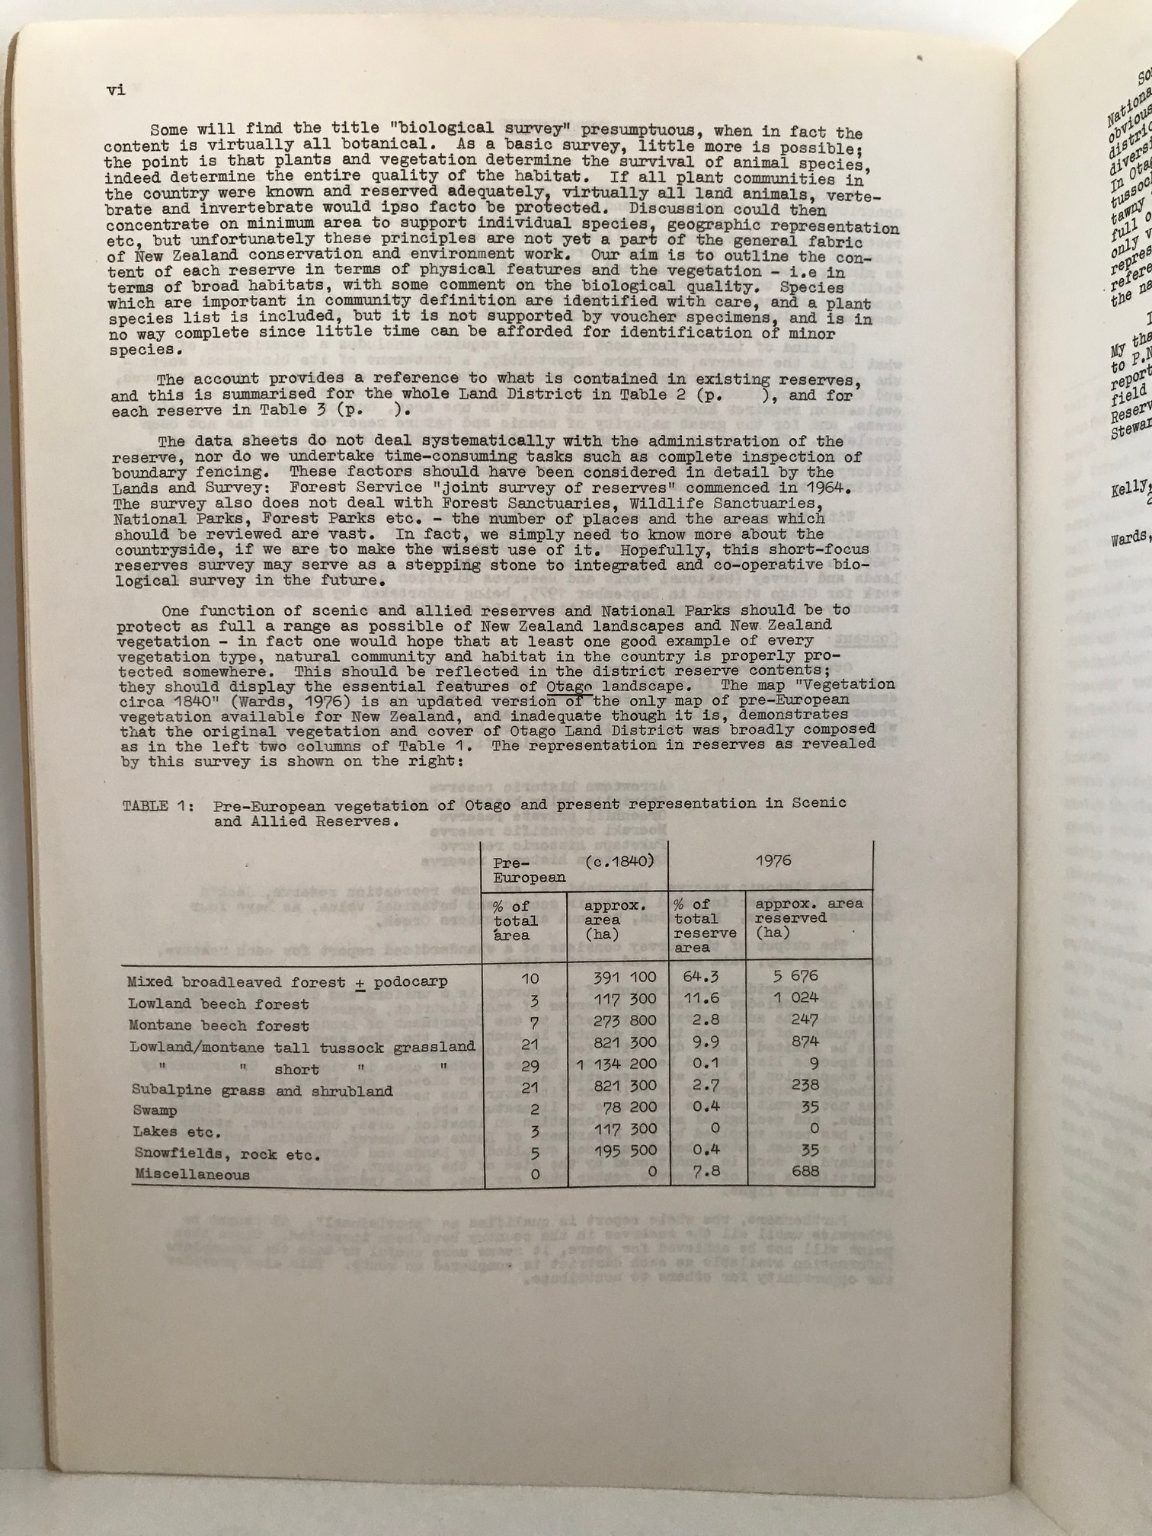 vi
Some will find the title "biological survey" presumptuous, when in fact the
content is virtually all botanical. As a basic survey, little more is possible;
the point is that plants and vegetation determine the survival of animal species,
indeed determine the entire quality of the habitat. If all plant communities in
the country were known and reserved adequately, virtually all land animals, verte-
brate and invertebrate would ipso facto be protected. Discussion could then
concentrate on minimum area to support individual species, geographic representation
etc, but unfortunately these principles are not yet a part of the general fabric
of New Zealand conservation and environment work. Our aim is to outline the con-
tent of each reserve in terms of physical features and the vegetation - i.e in
terms of broad habitats, with some comment on the biological quality. Species
which are important in community definition are identified with care, and a plant
species list is included, but it is not supported by voucher specimens, and is in
no way complete since little time can be afforded for identification of minor
species.
The account provides a reference to what is contained in existing reserves,
and this is summarised for the whole Land District in Table 2 (p. ), and for
each reserve in Table 3 (p. ).
The data sheets do not deal systematically with the administration of the
reserve, nor do we undertake time-consuming tasks such as complete inspection of
boundary fencing. These factors should have been considered in detail by the
Lands and Survey: Forest Service "joint survey of reserves" commenced in 1964.
The survey also does not deal with Forest Sanctuaries, Wildlife Sanctuaries,
National Parks, Forest Parks etc. - the number of places and the areas which
should be reviewed are vast. In fact, we simply need to know more about the
countryside, if we are to make the wisest use of it. Hopefully, this short-focus
reserves survey may serve as a stepping stone to integrated and co-operative bio-
logical survey in the future.
One function of scenic and allied reserves and National Parks should be to
protect as full a range as possible of New Zealand landscapes and New Zealand
vegetation - in fact one would hope that at least one good example of every
vegetation type, natural community and habitat in the country is properly pro-
tected somewhere. This should be reflected in the district reserve contents;
they should display the essential features of Otago landscape. The map "Vegetation
circa 1840" (Wards, 1976) is an updated version of the only map of pre-European
vegetation available for New Zealand, and inadequate though it is, demonstrates
that the original vegetation and cover of Otago Land District was broadly composed
as in the left two columns of Table 1. The representation in reserves as revealed
by this survey is shown on the right:
TABLE 1: Pre-European vegetation of Otago and present representation in Scenic
and Allied Reserves.
Pre- (c.1840) 1976
European
% of approx. % of approx. area
total area total reserved
area (ha) reserve (ha)
area
Mixed broadleaved forest ± podocarp 10 391 100 64.3 5 676
Lowland beech forest 3 117 300 11.6 1 024
Montane beech forest 7 273 800 2.8 247
Lowland/montane tall tussock grassland 21 821 300 9.9 874
" " short " " 29 1 134 200 0.1 9
Subalpine grass and shrubland 21 821 300 2.7 238
Swamp 2 78 200 0.4 35
Lakes etc. 3 117 300 0 0
Snowfields, rock etc. 5 195 500 0.4 35
Miscellaneous 0 0 7.8 688
My
to P.N
report
field
Kelly,
Wards,